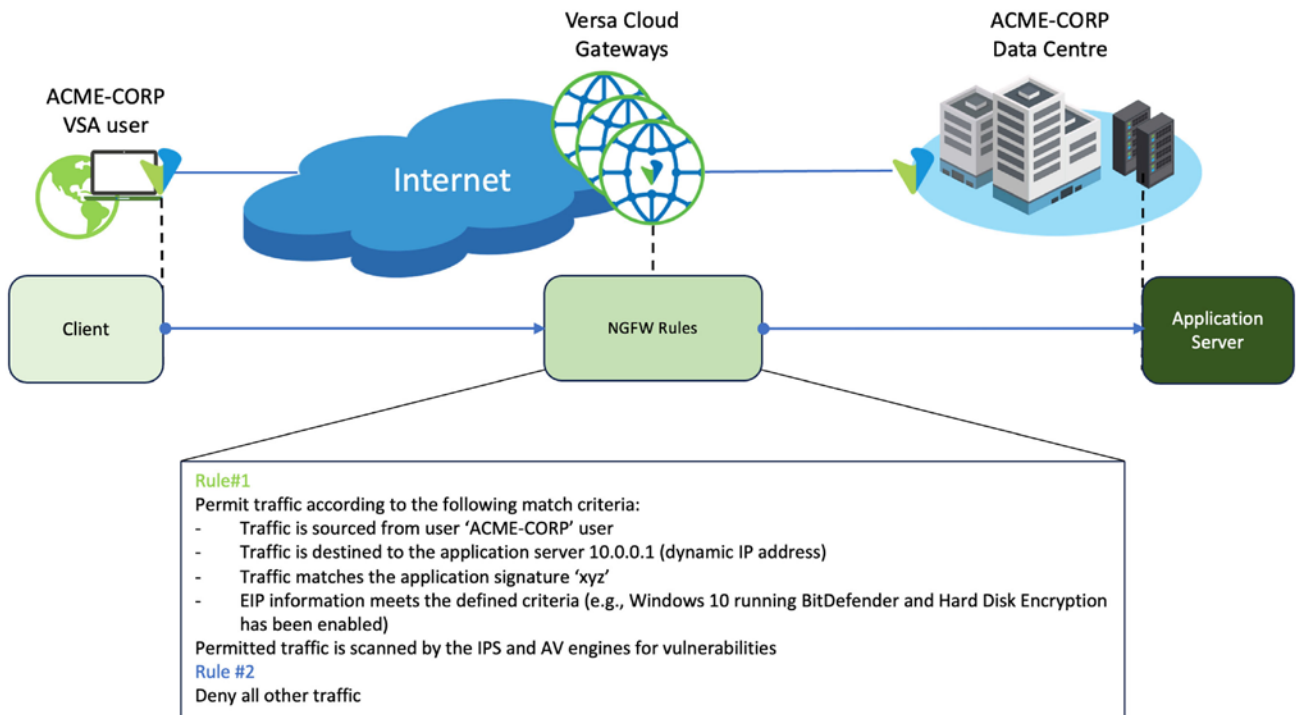 Versa Cloud
Gateways
ACME-CORP
Data Centre
ACME-CORP
VSA user
Internet
Client
NGFW Rules
Application
Server
Rule#1
Permit traffic according to the following match criteria:
- Traffic is sourced from user ‘ACME-CORP’ user
- Traffic is destined to the application server 10.0.0.1 (dynamic IP address)
- Traffic matches the application signature ‘xyz’
- EIP information meets the defined criteria (e.g., Windows 10 running BitDefender and Hard Disk Encryption
has been enabled)
Permitted traffic is scanned by the IPS and AV engines for vulnerabilities
Rule #2
Deny all other traffic